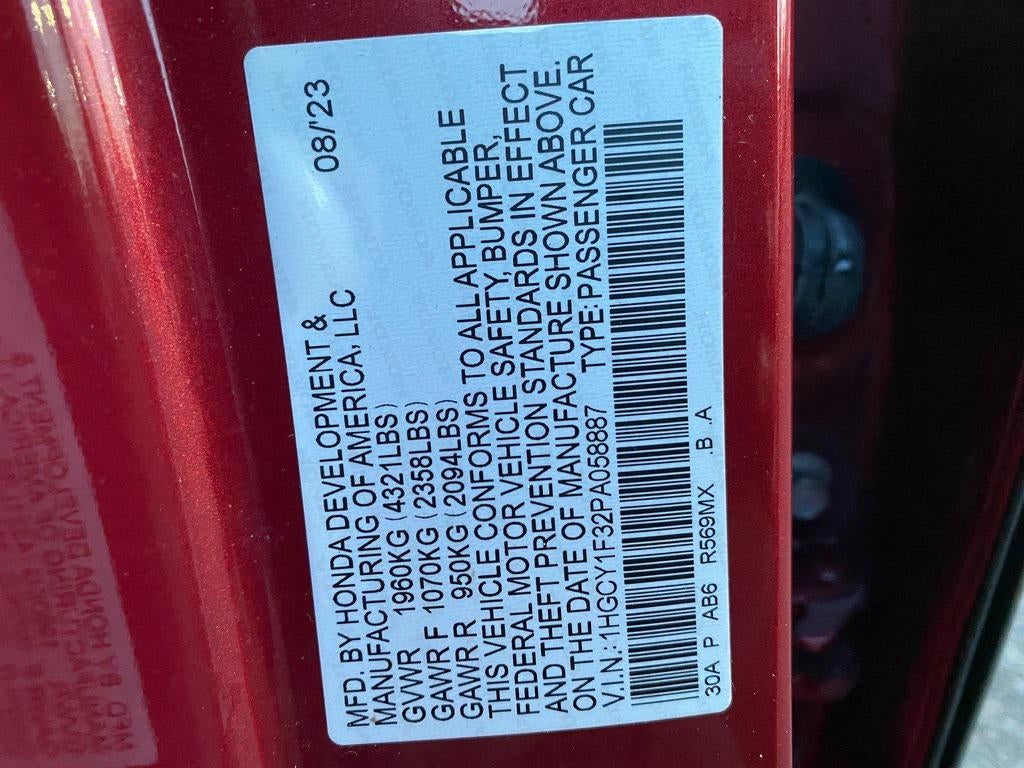 MFD. BY HONDA DEVELOPMENT & 08/'23
MANUFACTURING OF AMERICA, LLC
GVWR 1960KG (4321LBS)
GAWR F 1070KG (2358LBS)
GAWR R 950KG (2094LBS)
THIS VEHICLE CONFORMS TO ALL APPLICABLE
FEDERAL MOTOR VEHICLE SAFETY, BUMPER,
AND THEFT PREVENTION STANDARDS IN EFFECT
ON THE DATE OF MANUFACTURE SHOWN ABOVE.
V.I.N.:1HGCY1F32PA058887 TYPE:PASSENGER CAR
30A P AB6 R569MX .B .A